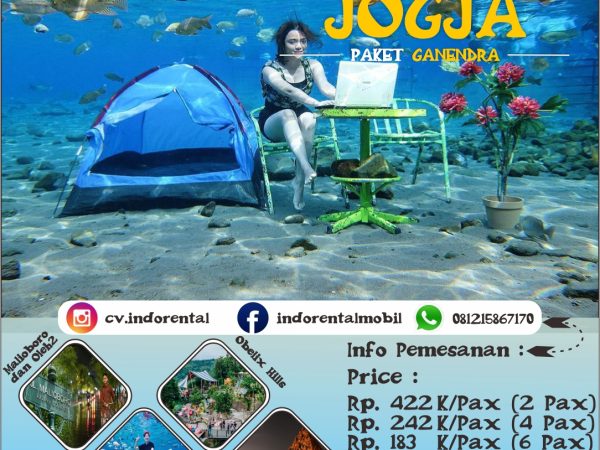 JOGJA
PAKET GANENDRA
cv.indorental
indorentalmobil
081215867170
Malioboro
dan Oleh2
Obelix Hills
Info Pemesanan :
Price :
Rp. 422 K/Pax (2 Pax)
Rp. 242 K/Pax (4 Pax)
Rp. 183 K/Pax (6 Pax)